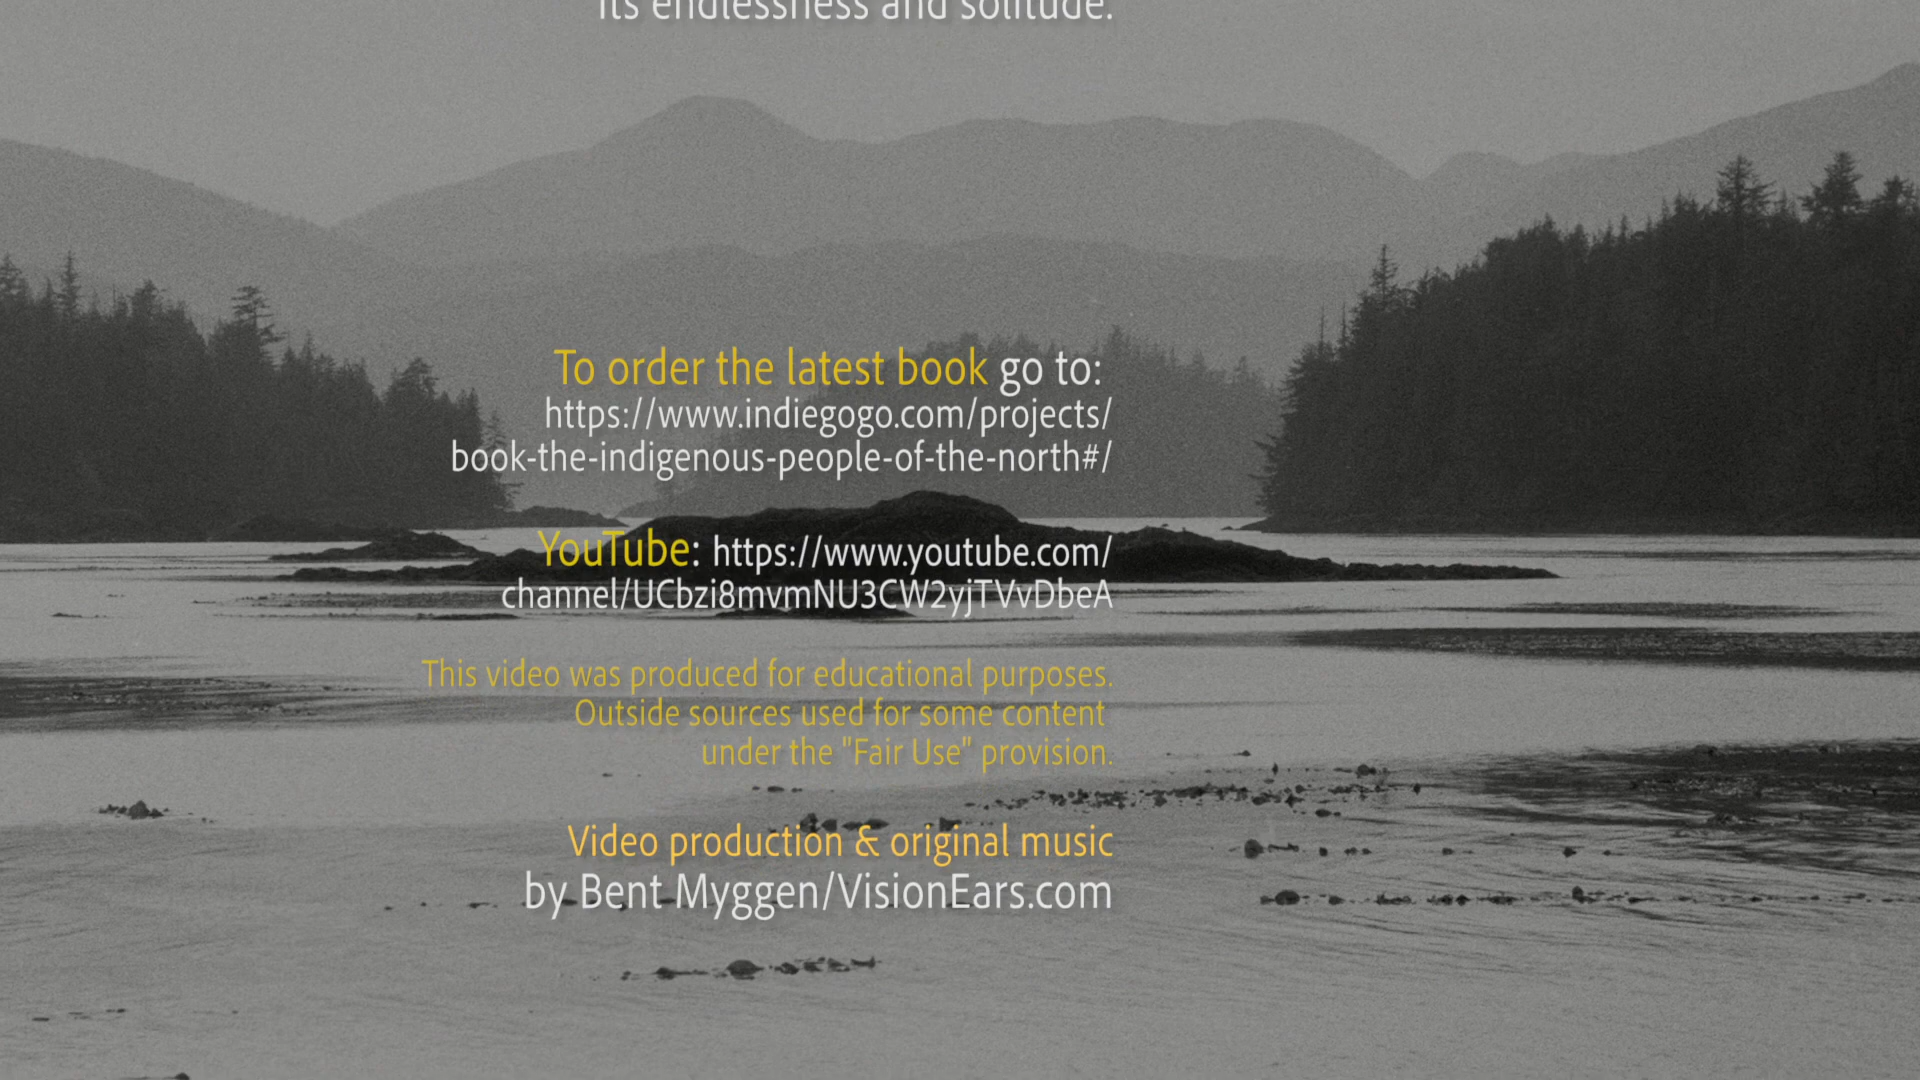 its endlessness and solitude.
To order the latest book go to:
https://www.indiegogo.com/projects/
book-the-indigenous-people-of-the-north#/
YouTube: https://www.youtube.com/
channel/UCbzi8mvmNU3CW2yjTVvDbeA
This video was produced for educational purposes.
Outside sources used for some content
under the "Fair Use" provision.
Video production & original music
by Bent Myggen/VisionEars.com